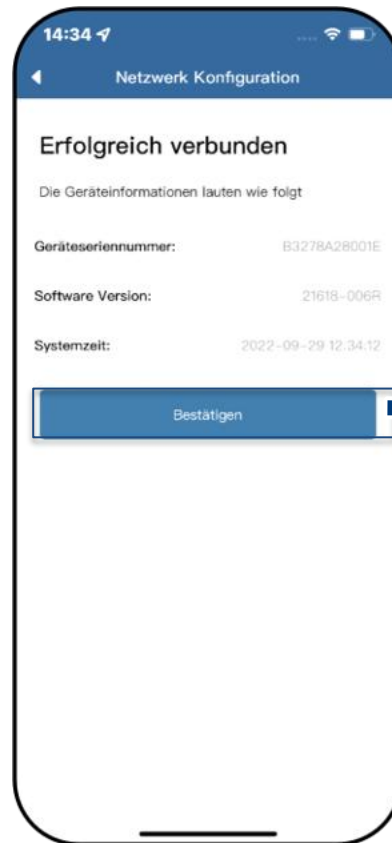 14:34
Netzwerk Konfiguration
Erfolgreich verbunden
Die Geräteinformationen lauten wie folgt
Geräteseriennummer: B3278A28001E
Software Version: 21618-006R
Systemzeit: 2022-09-29 12.34.12
Bestätigen